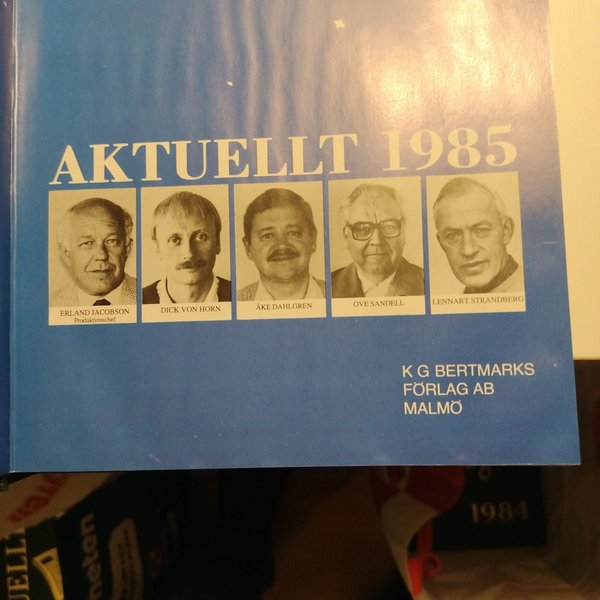 AKTUELLT 1985
ERLAND JACOBSON
Produktionschef
DICK VON HORN
ÅKE DAHLGREN
OVE SANDELL
LENNART STRANDBERG
K G BERTMARKS
FÖRLAG AB
MALMÖ
1984